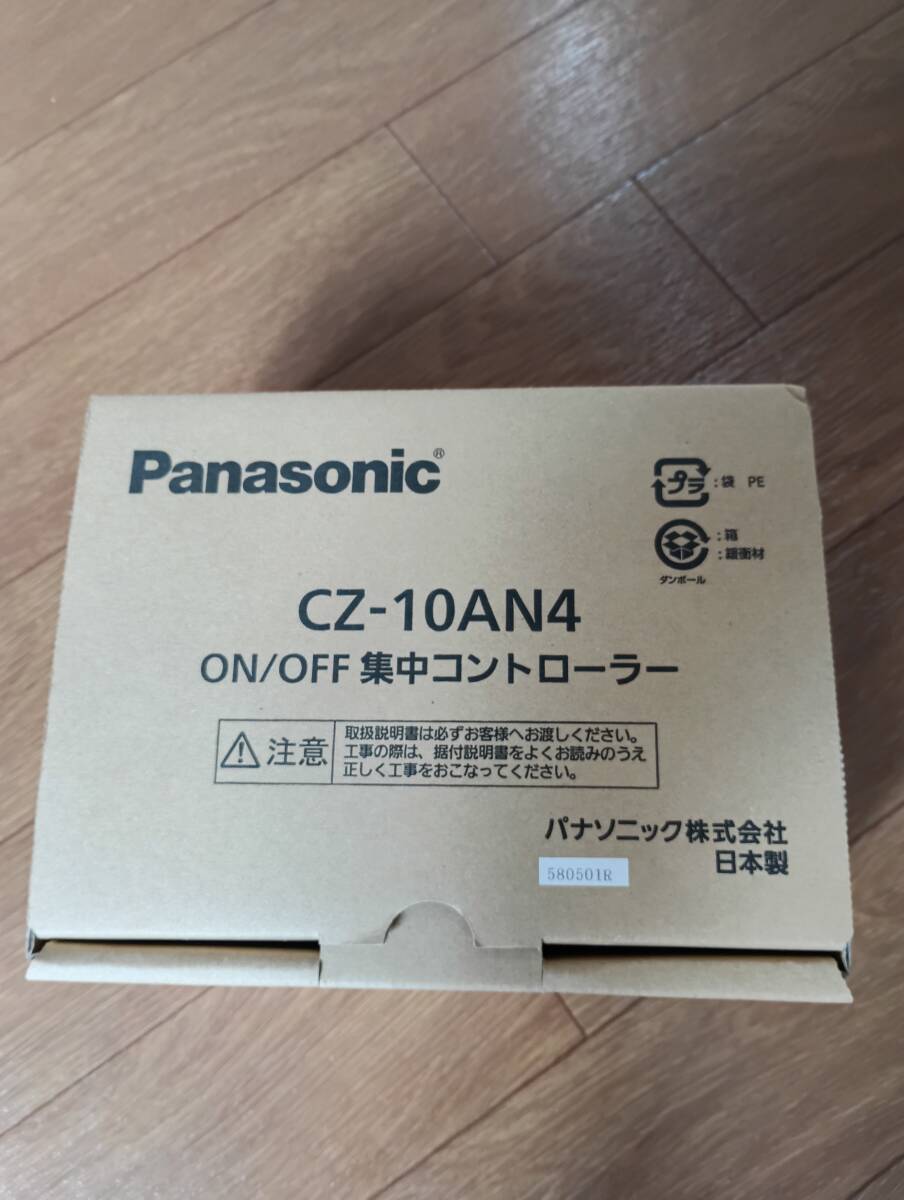 Panasonic®
プラ :袋 PE
:箱
:緩衝材
ダンボール
CZ-10AN4
ON/OFF 集中コントローラー
注意
取扱説明書は必ずお客様へお渡しください。
工事の際は、据付説明書をよくお読みのうえ
正しく工事をおこなってください。
パナソニック株式会社
日本製
580501R